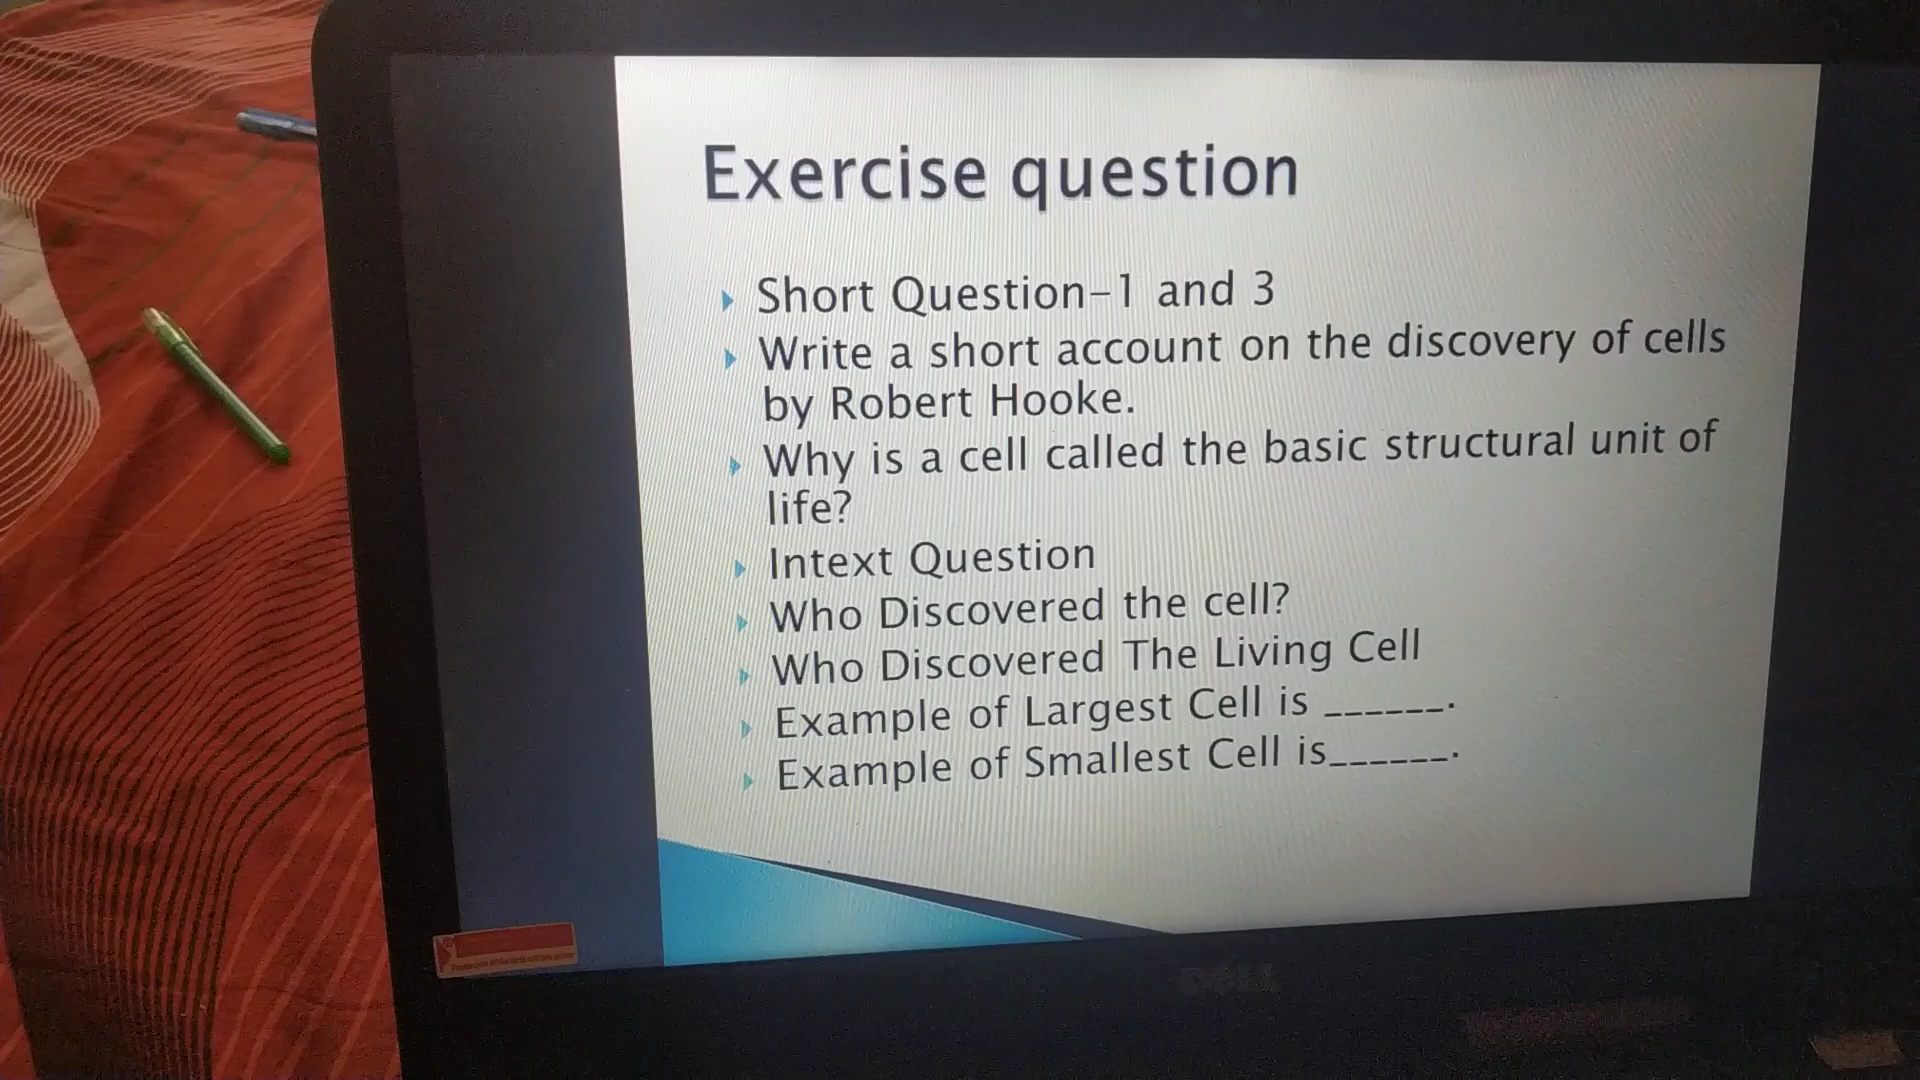 Exercise question
Short Question-1 and 3
Write a short account on the discovery of cells
by Robert Hooke.
Why is a cell called the basic structural unit of
life?
Intext Question
Who Discovered the cell?
Who Discovered The Living Cell
Example of Largest Cell is ______.
Example of Smallest Cell is______.
DELL